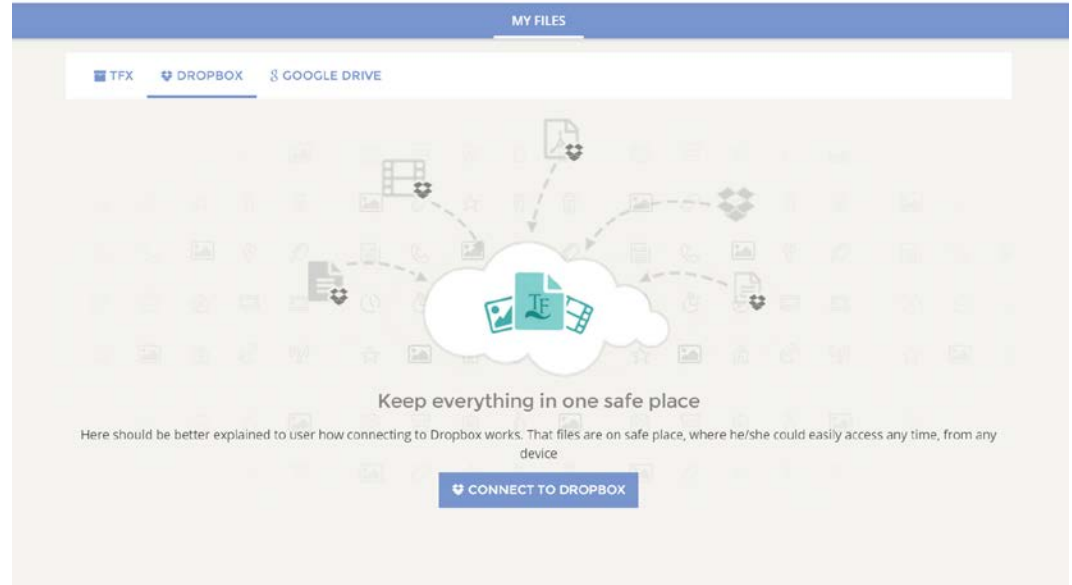 MY FILES
TFX DROPBOX GOOGLE DRIVE
TF
Keep everything in one safe place
Here should be better explained to user how connecting to Dropbox works. That files are on safe place, where he/she could easily access any time, from any
device
CONNECT TO DROPBOX